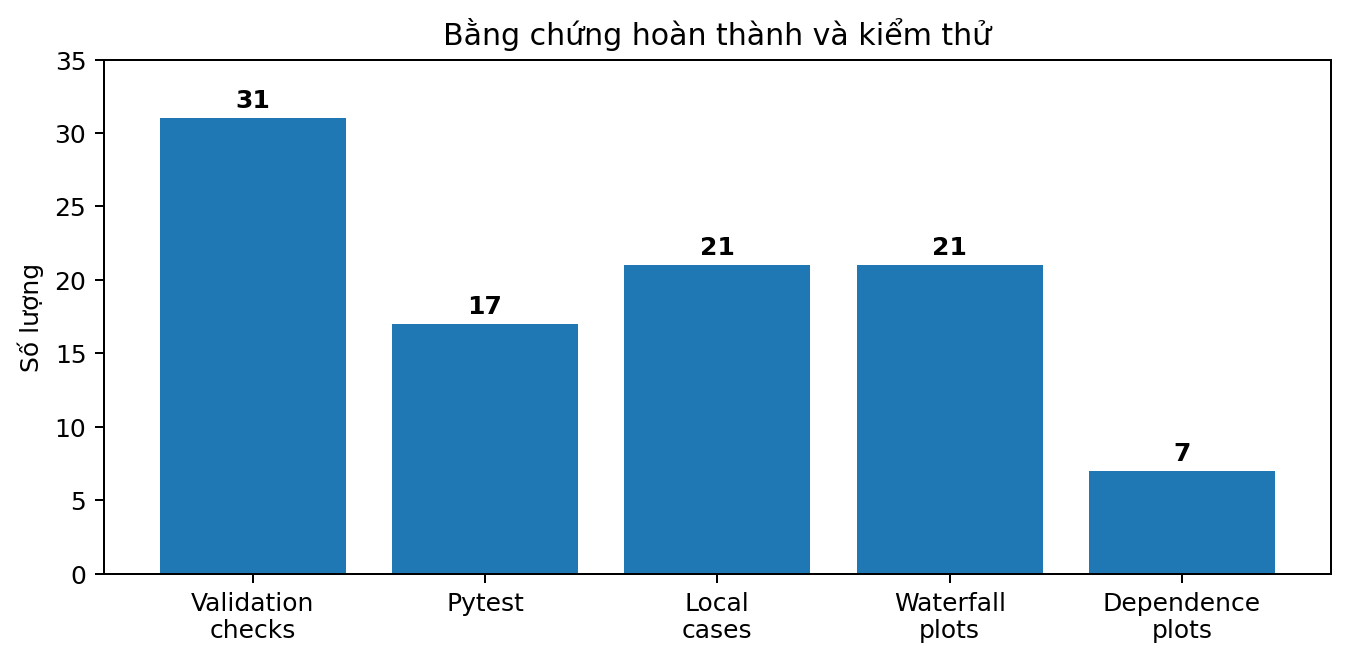 Bằng chứng hoàn thành và kiểm thử
Số lượng
35
30
25
20
15
10
5
0
31
17
21
21
7
Validation
checks
Pytest
Local
cases
Waterfall
plots
Dependence
plots